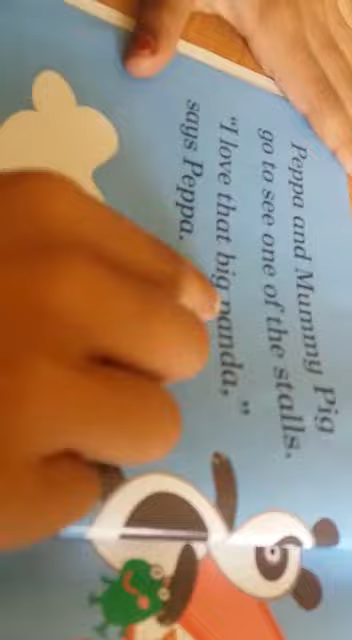 Peppa and Mummy Pig
go to see one of the stalls.
"I love that big panda,"
says Peppa.